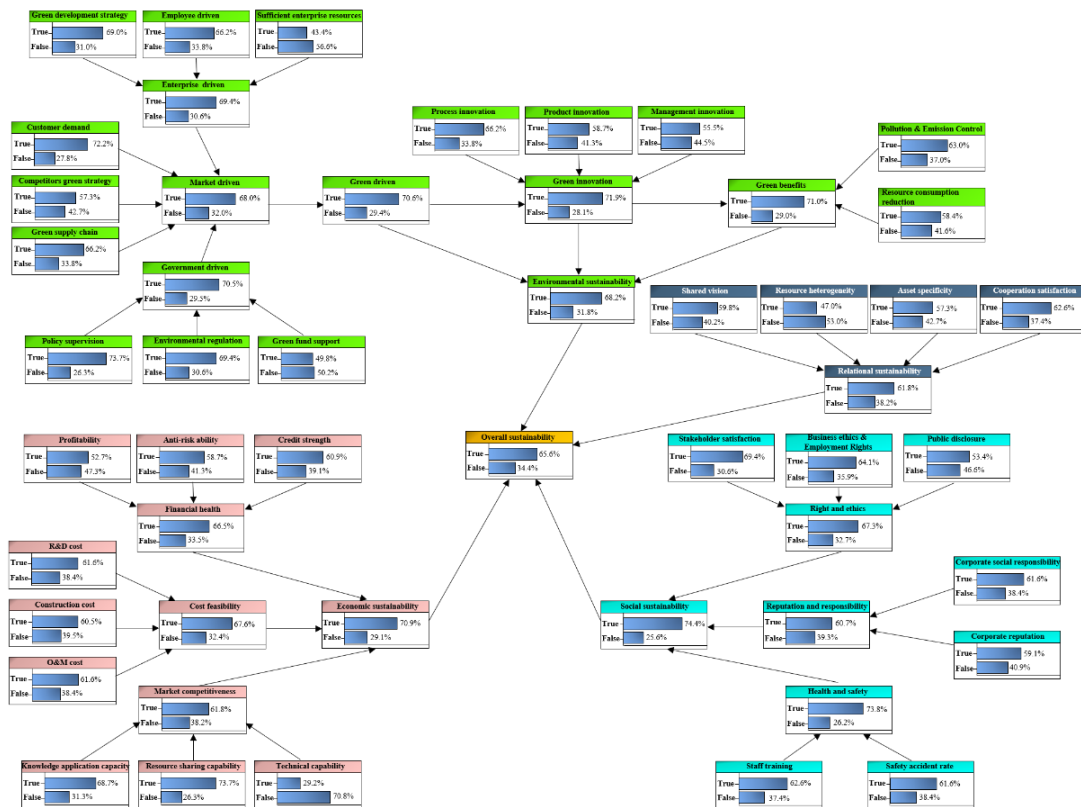 Green development strategy
True 69.0%
False 31.0%
Employee driven
True 66.2%
False 33.8%
Sufficient enterprise resources
True 43.4%
False 36.6%
Enterprise driven
True 69.4%
False 30.6%
Customer demand
True 72.2%
False 27.8%
Competitors green strategy
True 57.3%
False 42.7%
Green supply chain
True 66.2%
False 33.8%
Market driven
True 68.0%
False 32.0%
Government driven
True 70.5%
False 29.5%
Policy supervision
True 73.7%
False 26.3%
Environmental regulation
True 69.4%
False 30.6%
Green fund support
True 49.8%
False 50.2%
Green driven
True 70.6%
False 29.4%
Process innovation
True 66.2%
False 33.8%
Product innovation
True 58.7%
False 41.3%
Management innovation
True 55.5%
False 44.5%
Green innovation
True 71.9%
False 28.1%
Green benefits
True 71.0%
False 29.0%
Pollution & Emission Control
True 63.0%
False 37.0%
Resource consumption
reduction
True 58.4%
False 41.6%
Environmental sustainability
True 68.2%
False 31.8%
Shared vision
True 59.8%
False 40.2%
Resource heterogeneity
True 47.0%
False 53.0%
Asset specificity
True 57.3%
False 42.7%
Cooperation satisfaction
True 62.6%
False 37.4%
Relational sustainability
True 61.8%
False 38.2%
Overall sustainability
True 65.6%
False 34.4%
Profitability
True 52.7%
False 47.3%
Anti-risk ability
True 58.7%
False 41.3%
Credit strength
True 60.9%
False 39.1%
Financial health
True 66.5%
False 33.5%
R&D cost
True 61.6%
False 38.4%
Construction cost
True 60.5%
False 39.5%
O&M cost
True 61.6%
False 38.4%
Cost feasibility
True 67.6%
False 32.4%
Economic sustainability
True 70.9%
False 29.1%
Market competitiveness
True 61.8%
False 38.2%
Knowledge application capacity
True 68.7%
False 31.3%
Resource sharing capability
True 73.7%
False 26.3%
Technical capability
True 29.2%
False 70.8%
Stakeholder satisfaction
True 69.4%
False 30.6%
Business ethics &
Employment Rights
True 64.1%
False 35.9%
Public disclosure
True 53.4%
False 46.6%
Right and ethics
True 67.3%
False 32.7%
Social sustainability
True 74.4%
False 25.6%
Reputation and responsibility
True 60.7%
False 39.3%
Corporate social responsibility
True 61.6%
False 38.4%
Corporate reputation
True 59.1%
False 40.9%
Health and safety
True 73.8%
False 26.2%
Staff training
True 62.6%
False 37.4%
Safety accident rate
True 61.6%
False 38.4%